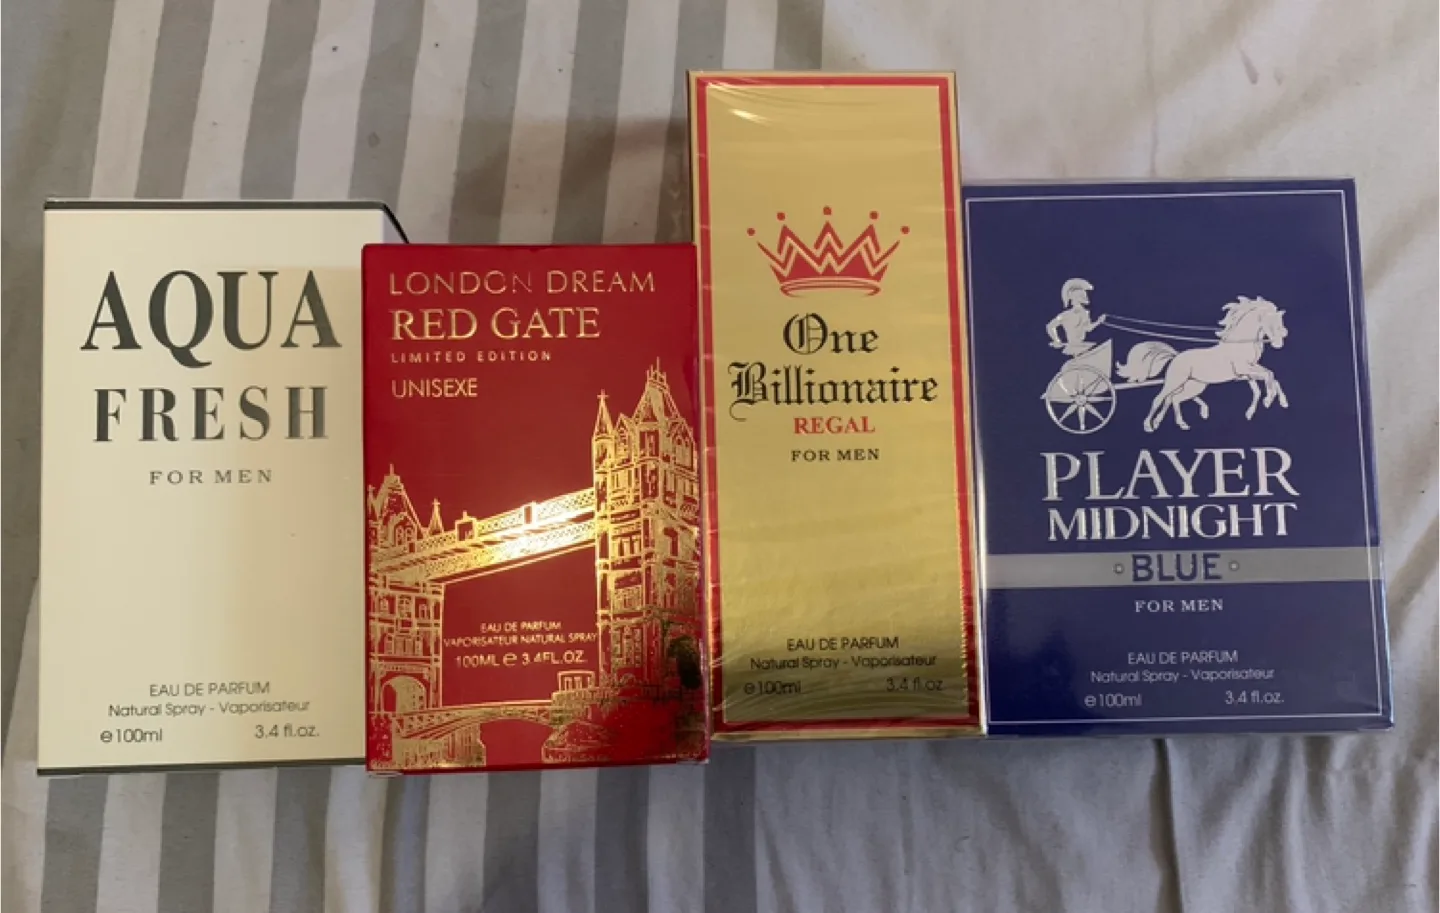 AQUA
FRESH
FOR MEN
EAU DE PARFUM
Natural Spray - Vaporisateur
e100ml 3.4 fl.oz.
LONDON DREAM
RED GATE
LIMITED EDITION
UNISEXE
EAU DE PARFUM
VAPORISATEUR NATURAL SPRAY
100ML e 3.4FL.OZ.
One
Billionaire
REGAL
FOR MEN
EAU DE PARFUM
Natural Spray - Vaporisateur
e100ml 3.4 fl.oz
PLAYER
MIDNIGHT
• BLUE •
FOR MEN
EAU DE PARFUM
Natural Spray - Vaporisateur
e100ml 3.4 fl.oz.